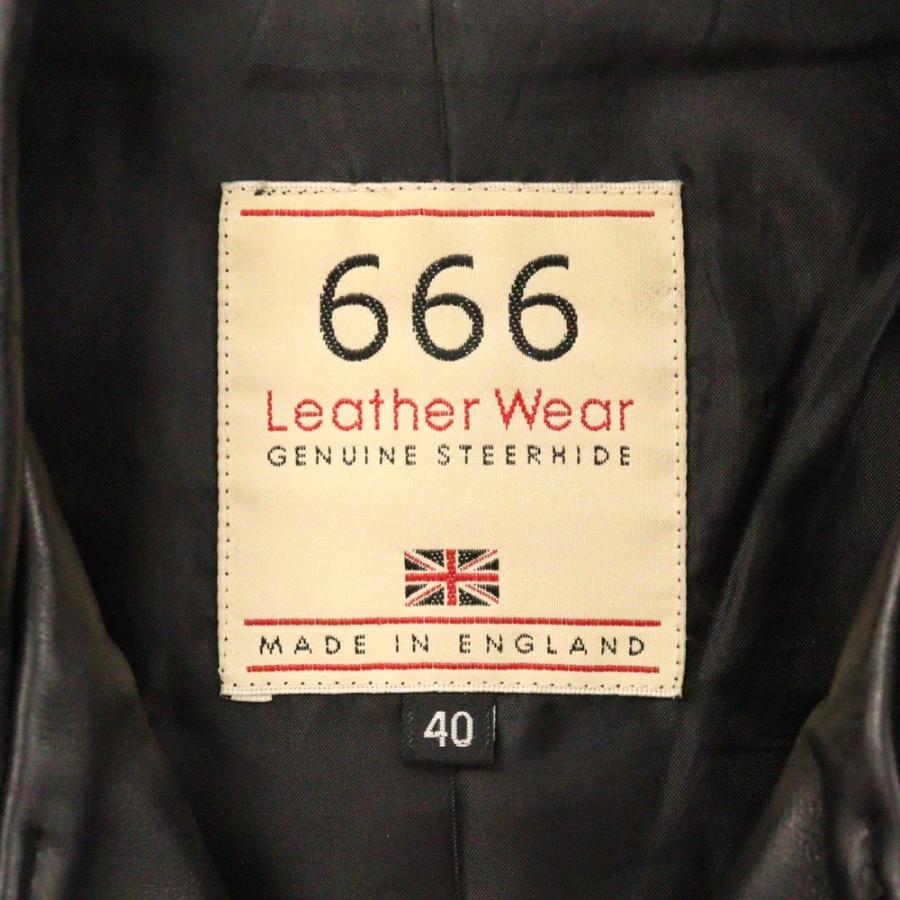 666
Leather Wear
GENUINE STEERHIDE
MADE IN ENGLAND
40